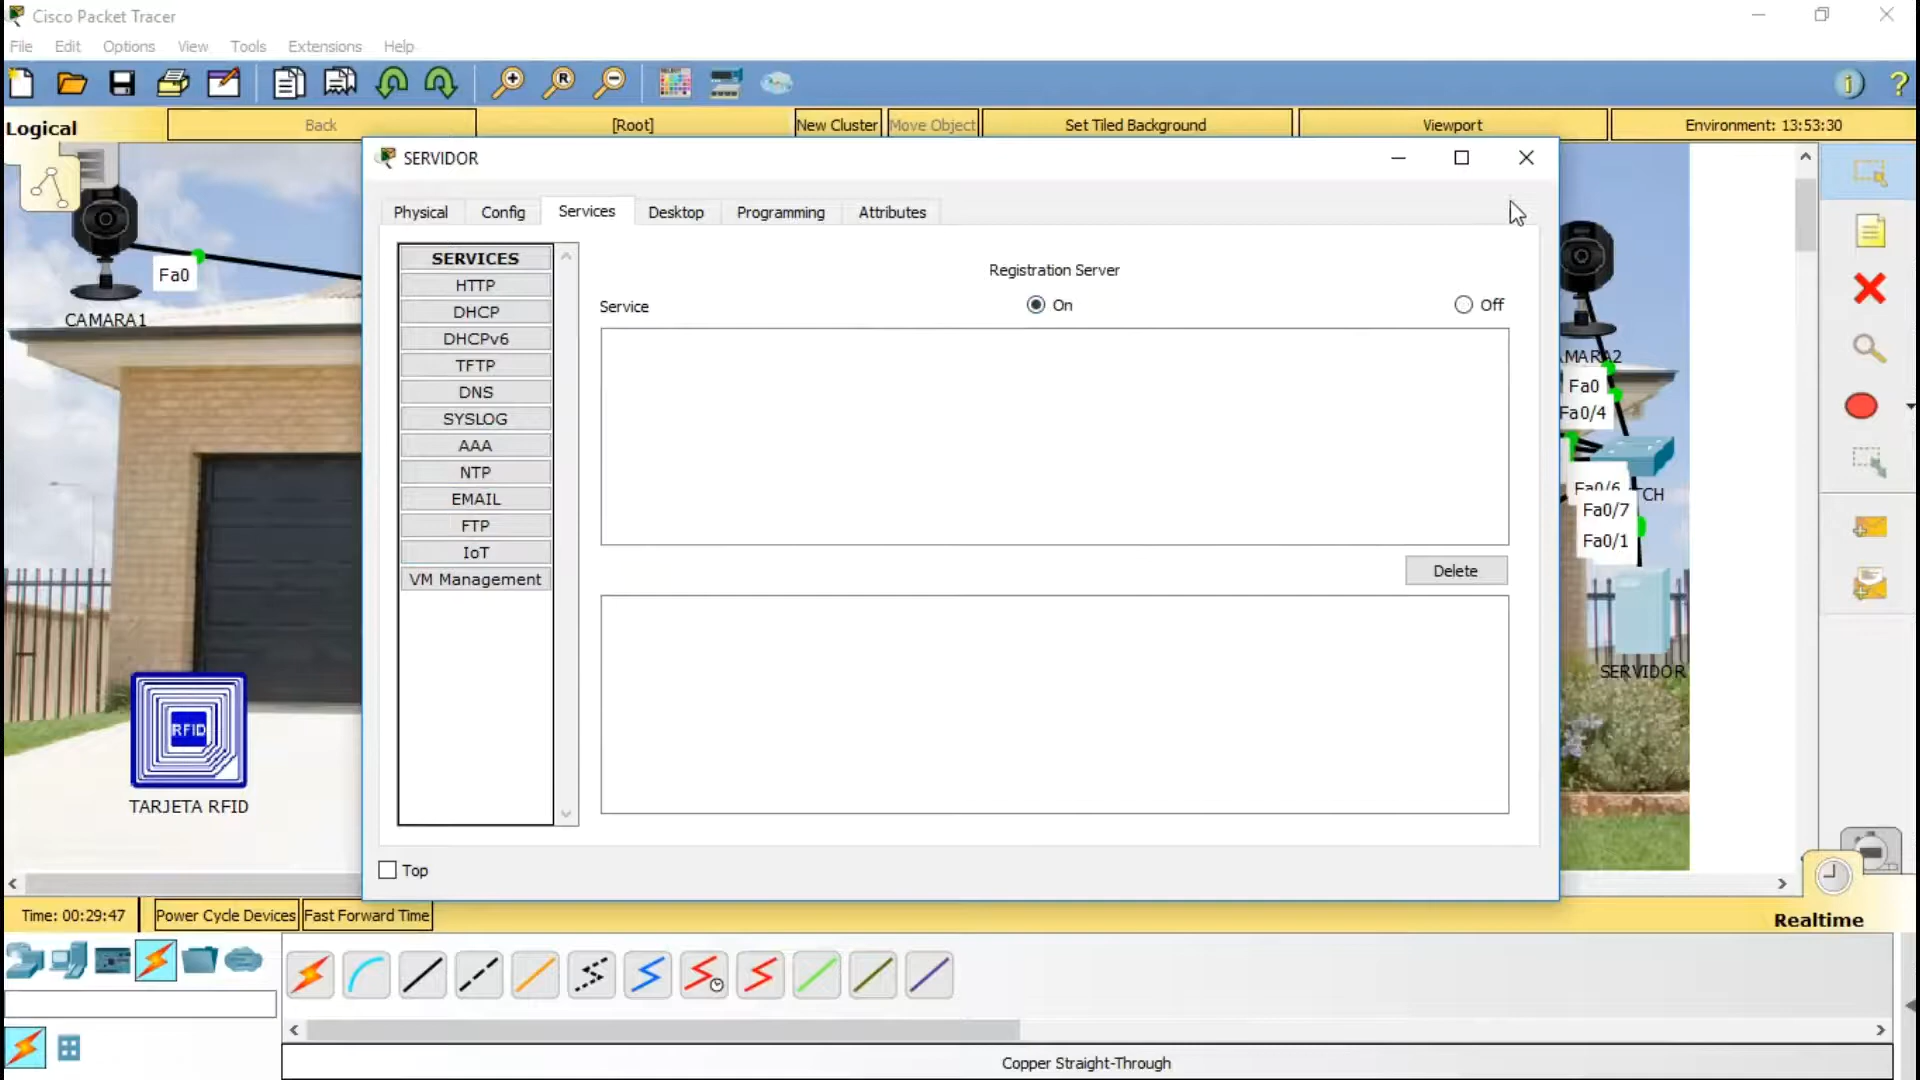 Cisco Packet Tracer
File Edit Options View Tools Extensions Help
Logical
Back
[Root]
New Cluster
Move Object
Set Tiled Background
Viewport
Environment: 13:53:30
SERVIDOR
Physical Config Services Desktop Programming Attributes
SERVICES
HTTP
DHCP
DHCPv6
TFTP
DNS
SYSLOG
AAA
NTP
EMAIL
FTP
IoT
VM Management
Registration Server
Service On Off
Delete
Top
Fa0
CAMARA1
RFID
TARJETA RFID
MARA2
Fa0
Fa0/4
Fa0/6
TCH
Fa0/7
Fa0/1
SERVIDOR
Time: 00:29:47
Power Cycle Devices
Fast Forward Time
Realtime
Copper Straight-Through